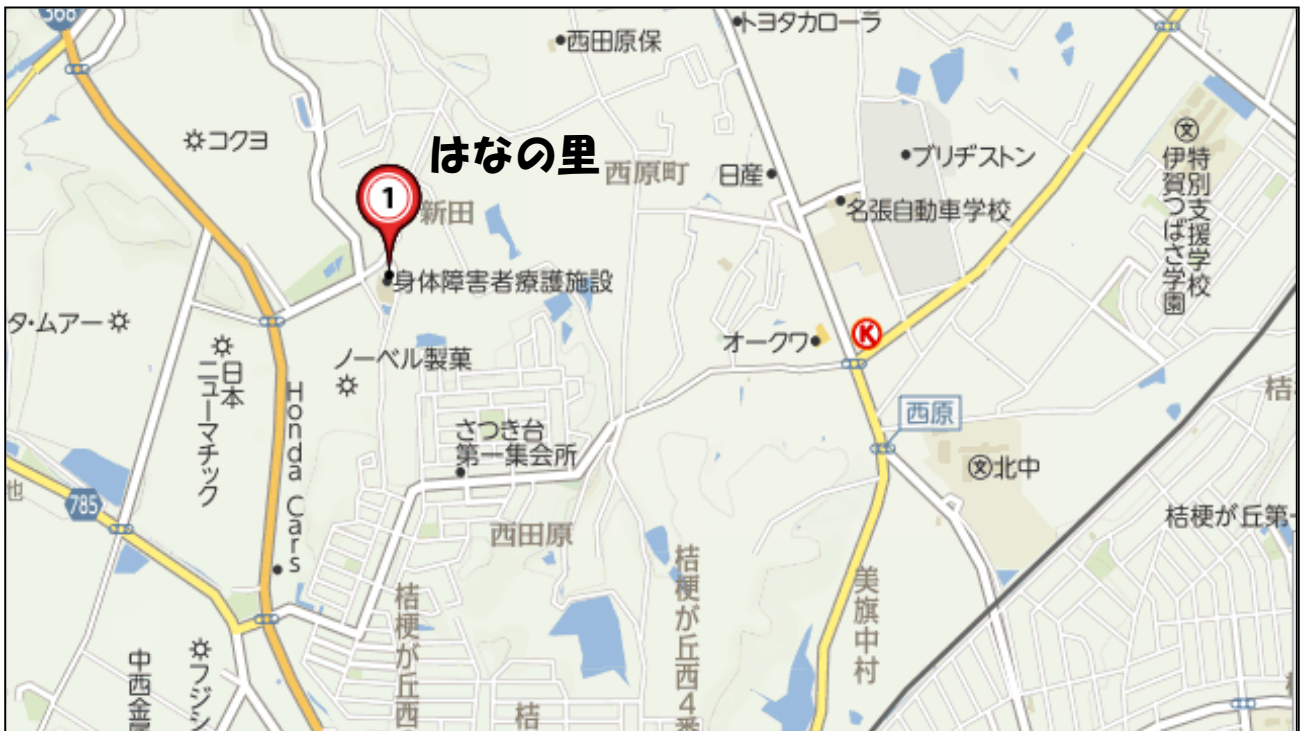 368
トヨタカローラ
西田原保
コクヨ
はなの里
西原町
日産
ブリヂストン
特別支援学校
伊賀つばさ学園
1
新田
名張自動車学校
身体障害者療護施設
タ・ムアー
オークワ
K
日本
ニューマチック
ノーベル製菓
Honda Cars
西原
桔
さつき台
第一集会所
文北中
785
池
西田原
桔梗が丘第一
桔梗が丘西4番
美旗中村
桔梗が丘西
中西金属
フジシ
桔